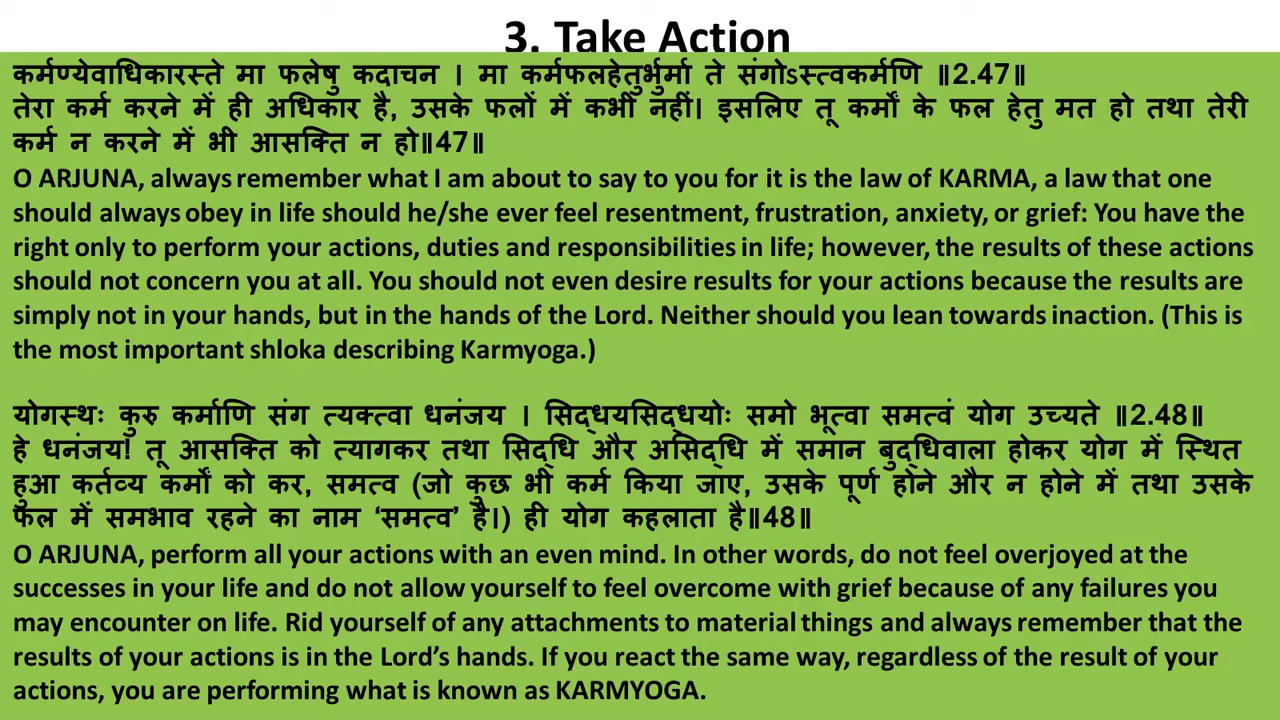 3. Take Action
कर्मण्येवाधिकारस्ते मा फलेषु कदाचन । मा कर्मफलहेतुर्भुर्मा ते संगोऽस्त्वकर्मणि ॥2.47॥
तेरा कर्म करने में ही अधिकार है, उसके फलों में कभी नहीं। इसलिए तू कर्मों के फल हेतु मत हो तथा तेरी
कर्म न करने में भी आसक्ति न हो॥47॥
O ARJUNA, always remember what I am about to say to you for it is the law of KARMA, a law that one
should always obey in life should he/she ever feel resentment, frustration, anxiety, or grief: You have the
right only to perform your actions, duties and responsibilities in life; however, the results of these actions
should not concern you at all. You should not even desire results for your actions because the results are
simply not in your hands, but in the hands of the Lord. Neither should you lean towards inaction. (This is
the most important shloka describing Karmyoga.)
योगस्थः कुरु कर्माणि संग त्यक्त्वा धनंजय । सिद्धयसिद्धयोः समो भूत्वा समत्वं योग उच्यते ॥2.48॥
हे धनंजय! तू आसक्ति को त्यागकर तथा सिद्धि और असिद्धि में समान बुद्धिवाला होकर योग में स्थित
हुआ कर्तव्य कर्मों को कर, समत्व (जो कुछ भी कर्म किया जाए, उसके पूर्ण होने और न होने में तथा उसके
फल में समभाव रहने का नाम ‘समत्व’ है।) ही योग कहलाता है॥48॥
O ARJUNA, perform all your actions with an even mind. In other words, do not feel overjoyed at the
successes in your life and do not allow yourself to feel overcome with grief because of any failures you
may encounter on life. Rid yourself of any attachments to material things and always remember that the
results of your actions is in the Lord’s hands. If you react the same way, regardless of the result of your
actions, you are performing what is known as KARMYOGA.